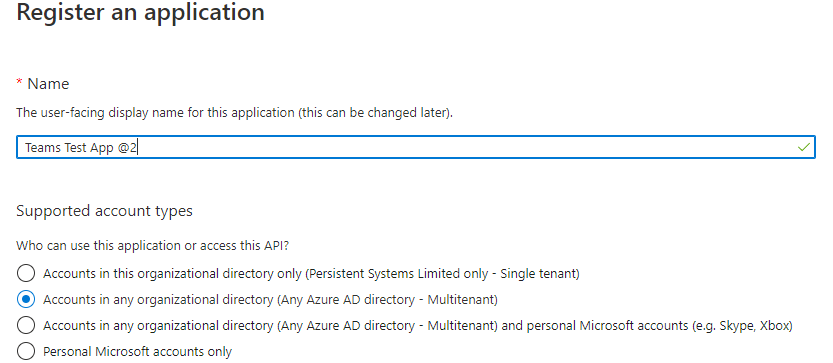 Register an application
* Name
The user-facing display name for this application (this can be changed later).
Teams Test App @2
Supported account types
Who can use this application or access this API?
Accounts in this organizational directory only (Persistent Systems Limited only - Single tenant)
Accounts in any organizational directory (Any Azure AD directory - Multitenant)
Accounts in any organizational directory (Any Azure AD directory - Multitenant) and personal Microsoft accounts (e.g. Skype, Xbox)
Personal Microsoft accounts only